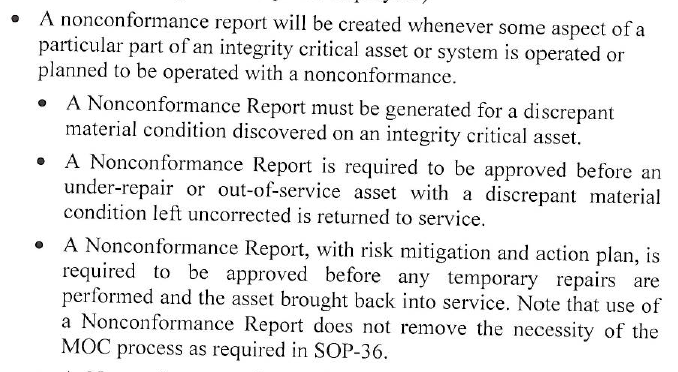 • A nonconformance report will be created whenever some aspect of a
particular part of an integrity critical asset or system is operated or
planned to be operated with a nonconformance.
• A Nonconformance Report must be generated for a discrepant
material condition discovered on an integrity critical asset.
• A Nonconformance Report is required to be approved before an
under-repair or out-of-service asset with a discrepant material
condition left uncorrected is returned to service.
• A Nonconformance Report, with risk mitigation and action plan, is
required to be approved before any temporary repairs are
performed and the asset brought back into service. Note that use of
a Nonconformance Report does not remove the necessity of the
MOC process as required in SOP-36.